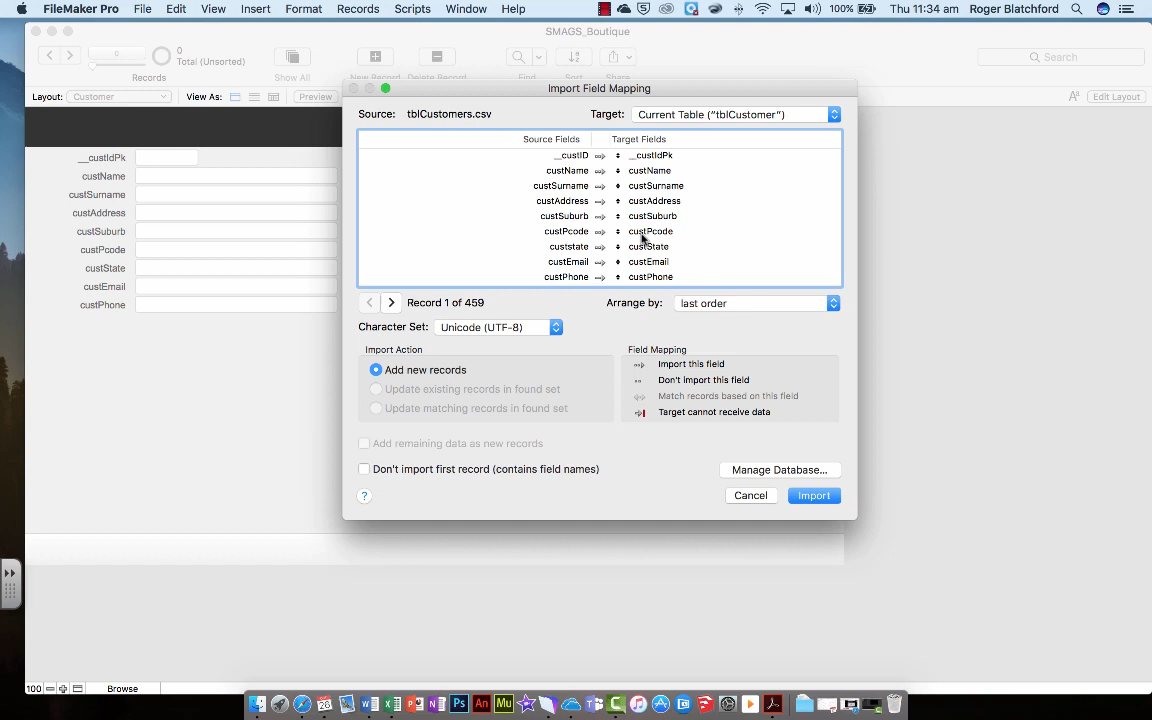 FileMaker Pro File Edit View Insert Format Records Scripts Window Help 100% Thu 11:34 am Roger Blatchford
SMAGS_Boutique
0
0
Total (Unsorted)
Search
Records Show All New Record Delete Record Find Sort Share
Layout: Customer View As: Preview Edit Layout
Import Field Mapping
Source: tblCustomers.csv Target: Current Table ("tblCustomer")
Source Fields Target Fields
__custID __custIdPk
custName custName
custSurname custSurname
custAddress custAddress
custSuburb custSuburb
custPcode custPcode
custstate custState
custEmail custEmail
custPhone custPhone
Record 1 of 459 Arrange by: last order
Character Set: Unicode (UTF-8)
Import Action
Add new records
Update existing records in found set
Update matching records in found set
Field Mapping
Import this field
Don't import this field
Match records based on this field
Target cannot receive data
Add remaining data as new records
Don't import first record (contains field names)
Manage Database...
? Cancel Import
__custIdPk
custName
custSurname
custAddress
custSuburb
custPcode
custState
custEmail
custPhone
100 Browse
26 Ps An Mu